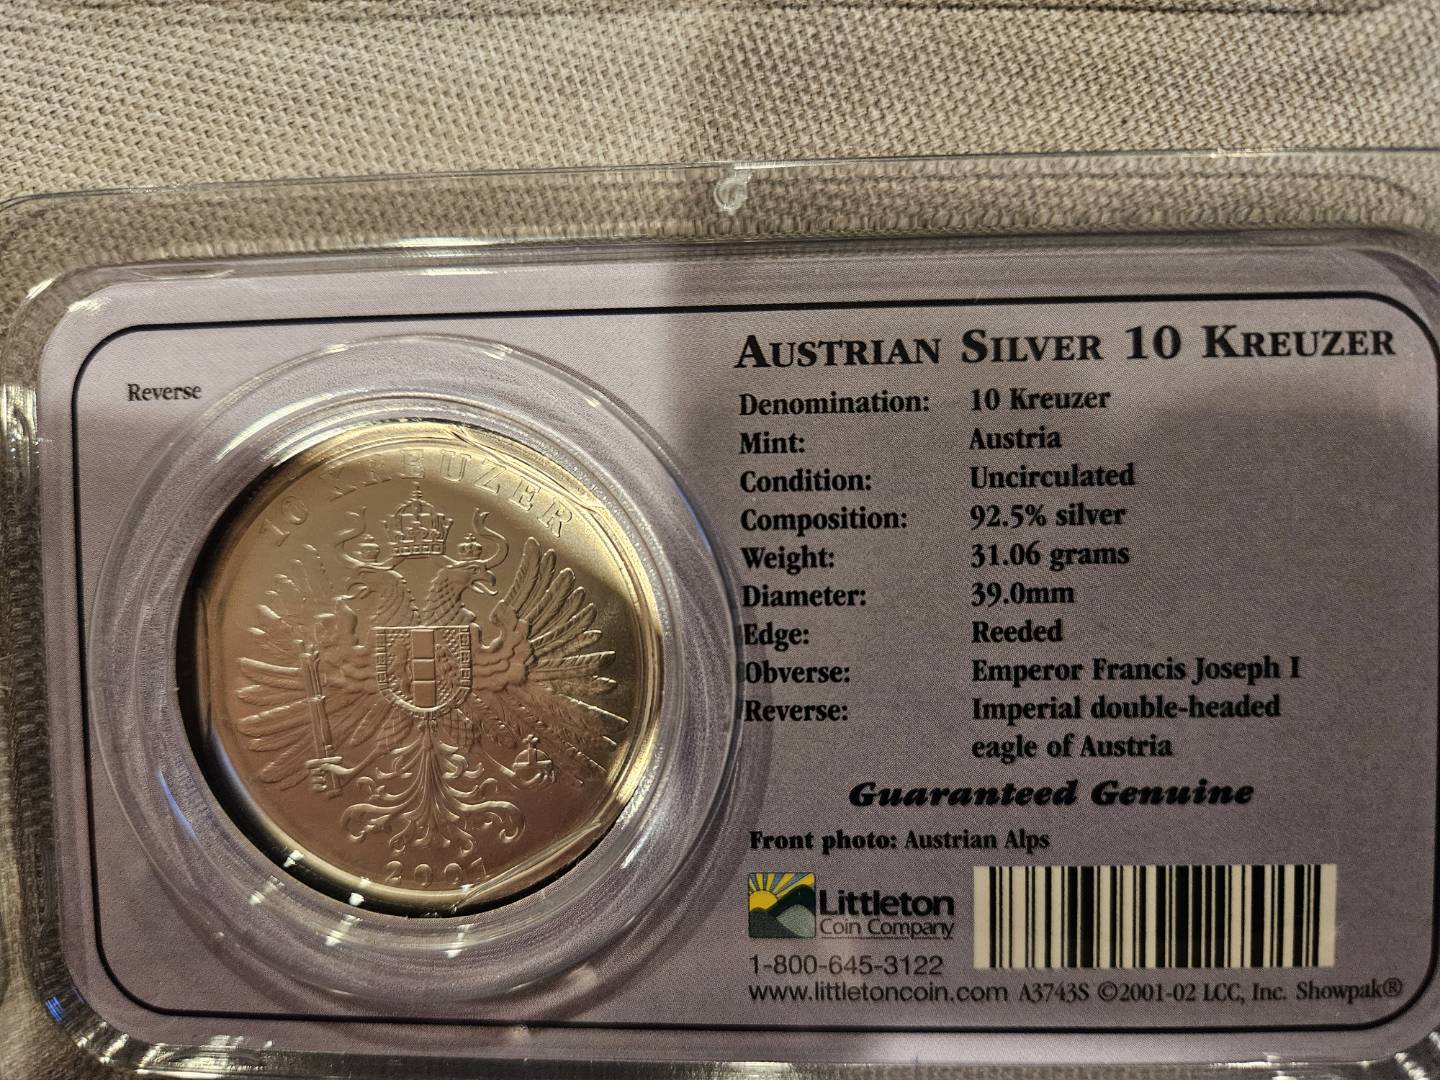 Reverse
10 KREUZER
2001
AUSTRIAN SILVER 10 KREUZER
Denomination: 10 Kreuzer
Mint: Austria
Condition: Uncirculated
Composition: 92.5% silver
Weight: 31.06 grams
Diameter: 39.0mm
Edge: Reeded
Obverse: Emperor Francis Joseph I
Reverse: Imperial double-headed
eagle of Austria
Guaranteed Genuine
Front photo: Austrian Alps
Littleton
Coin Company
1-800-645-3122
www.littletoncoin.com A3743S ©2001-02 LCC, Inc. Showpak®